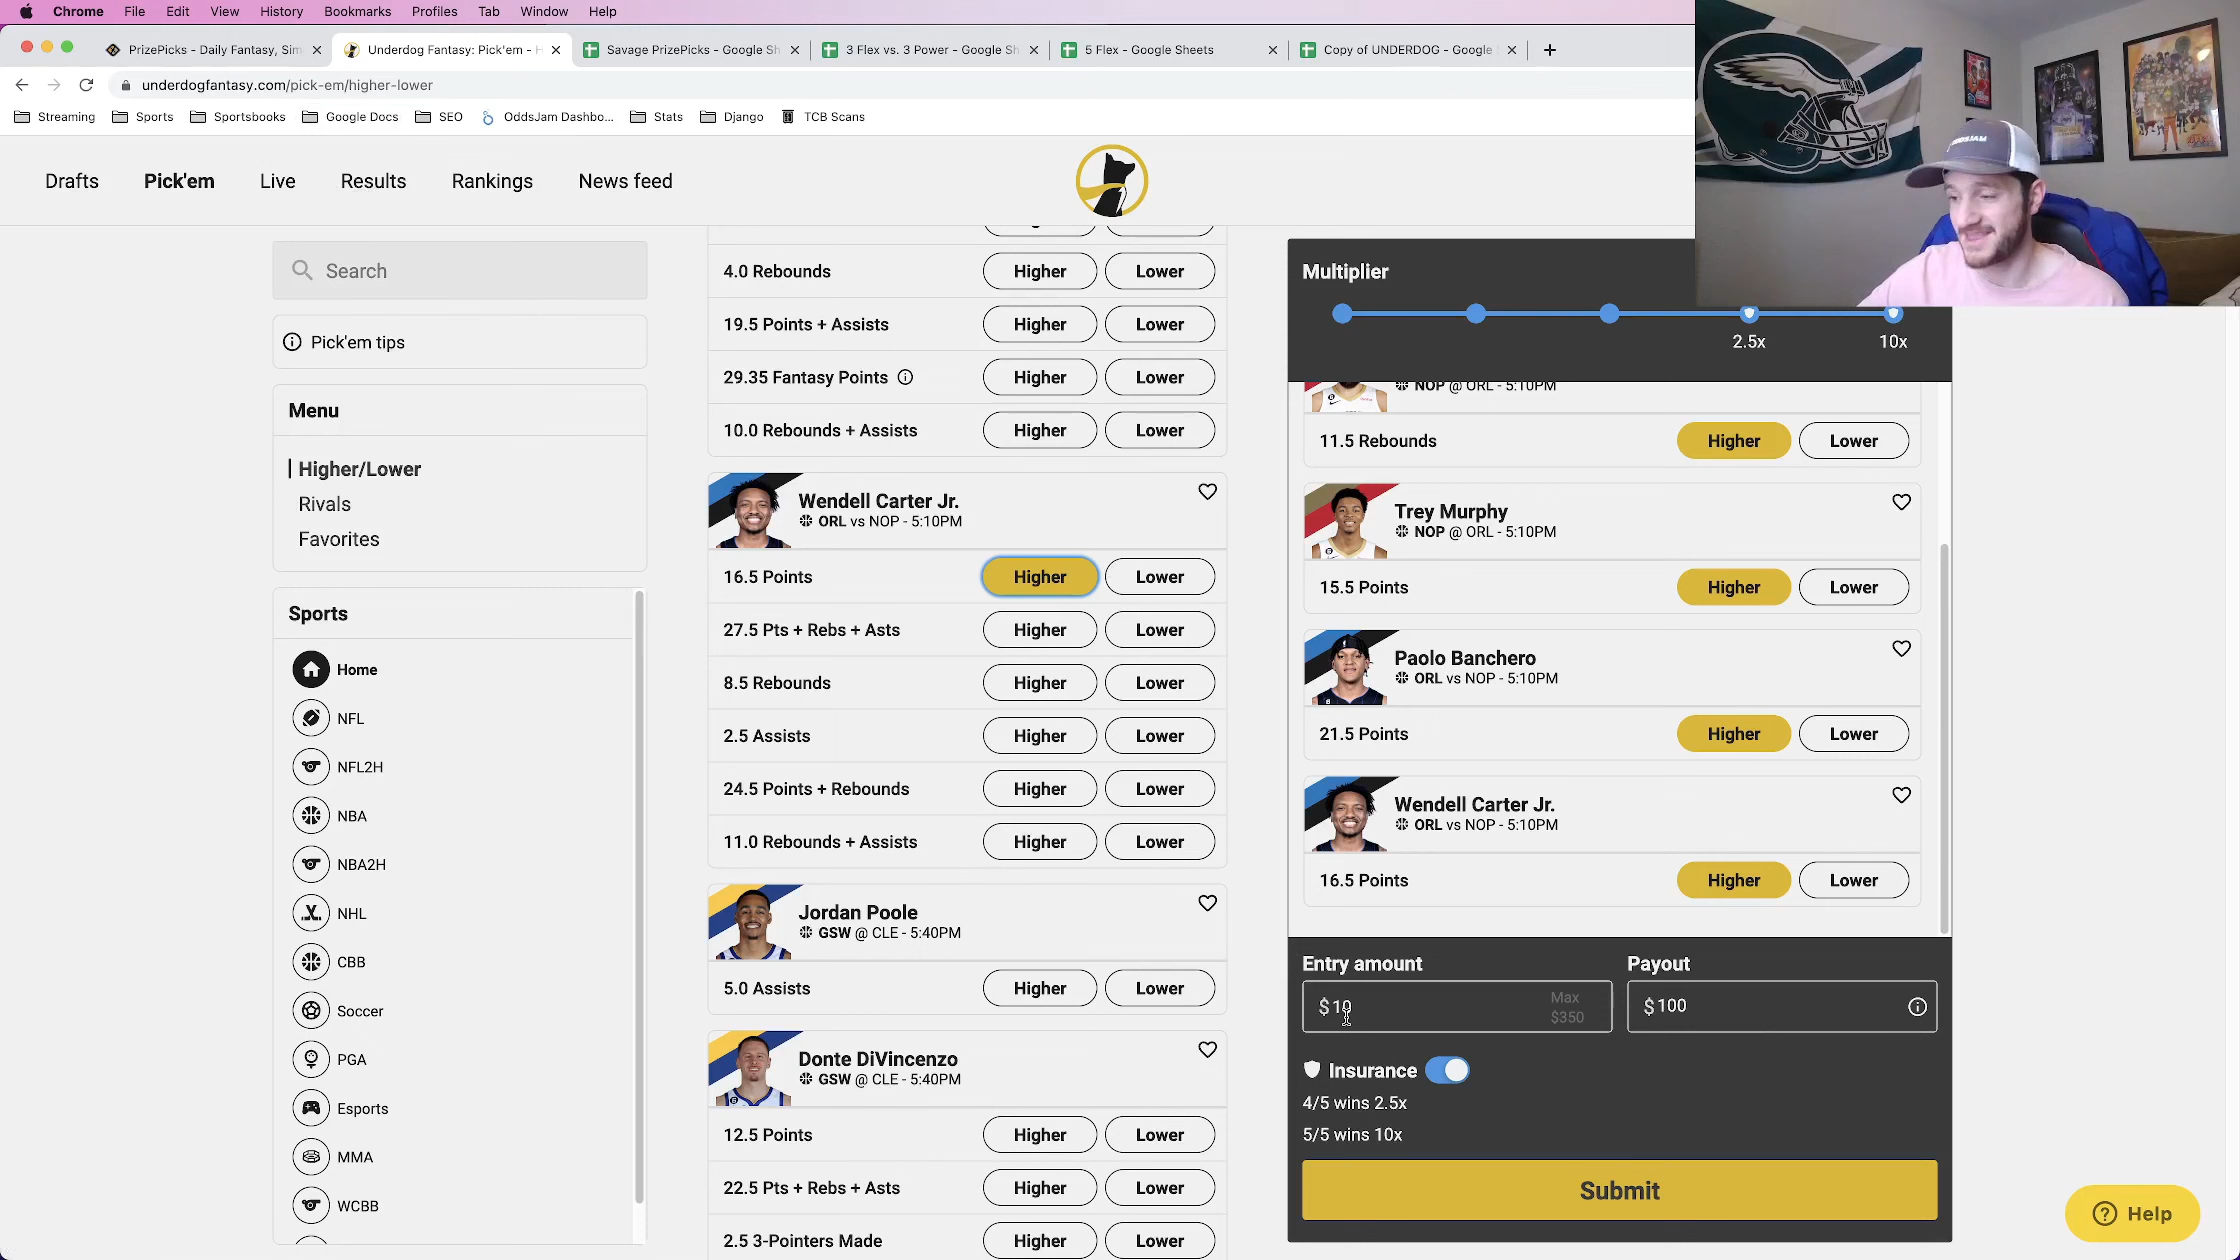 Chrome File Edit View History Bookmarks Profiles Tab Window Help
PrizePicks - Daily Fantasy, Sim
Underdog Fantasy: Pick'em - H
Savage PrizePicks - Google Sh
3 Flex vs. 3 Power - Google Sh
5 Flex - Google Sheets
Copy of UNDERDOG - Google
underdogfantasy.com/pick-em/higher-lower
Streaming Sports Sportsbooks Google Docs SEO OddsJam Dashbo... Stats Django TCB Scans
Drafts Pick'em Live Results Rankings News feed
Search
Pick'em tips
Menu
Higher/Lower
Rivals
Favorites
Sports
Home
NFL
NFL2H
NBA
NBA2H
NHL
CBB
Soccer
PGA
Esports
MMA
WCBB
4.0 Rebounds Higher Lower
19.5 Points + Assists Higher Lower
29.35 Fantasy Points Higher Lower
10.0 Rebounds + Assists Higher Lower
Wendell Carter Jr.
ORL vs NOP - 5:10PM
16.5 Points Higher Lower
27.5 Pts + Rebs + Asts Higher Lower
8.5 Rebounds Higher Lower
2.5 Assists Higher Lower
24.5 Points + Rebounds Higher Lower
11.0 Rebounds + Assists Higher Lower
Jordan Poole
GSW @ CLE - 5:40PM
5.0 Assists Higher Lower
Donte DiVincenzo
GSW @ CLE - 5:40PM
12.5 Points Higher Lower
22.5 Pts + Rebs + Asts Higher Lower
2.5 3-Pointers Made Higher Lower
Multiplier
2.5x 10x
NOP @ ORL - 5:10PM
11.5 Rebounds Higher Lower
Trey Murphy
NOP @ ORL - 5:10PM
15.5 Points Higher Lower
Paolo Banchero
ORL vs NOP - 5:10PM
21.5 Points Higher Lower
Wendell Carter Jr.
ORL vs NOP - 5:10PM
16.5 Points Higher Lower
Entry amount Payout
$10 Max $350 $100
Insurance
4/5 wins 2.5x
5/5 wins 10x
Submit
Help